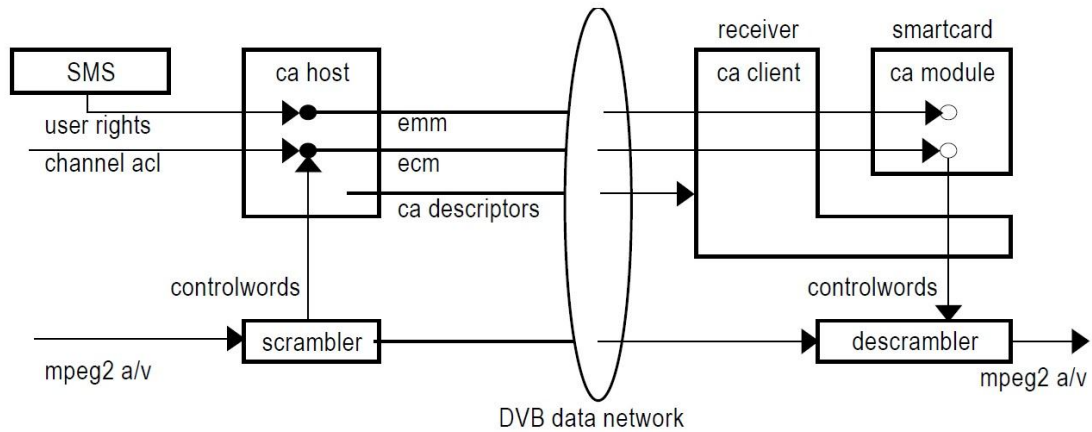 receiver
smartcard
SMS
ca host
ca client
ca module
user rights
emm
channel acl
ecm
ca descriptors
controlwords
controlwords
scrambler
descrambler
mpeg2 a/v
mpeg2 a/v
DVB data network